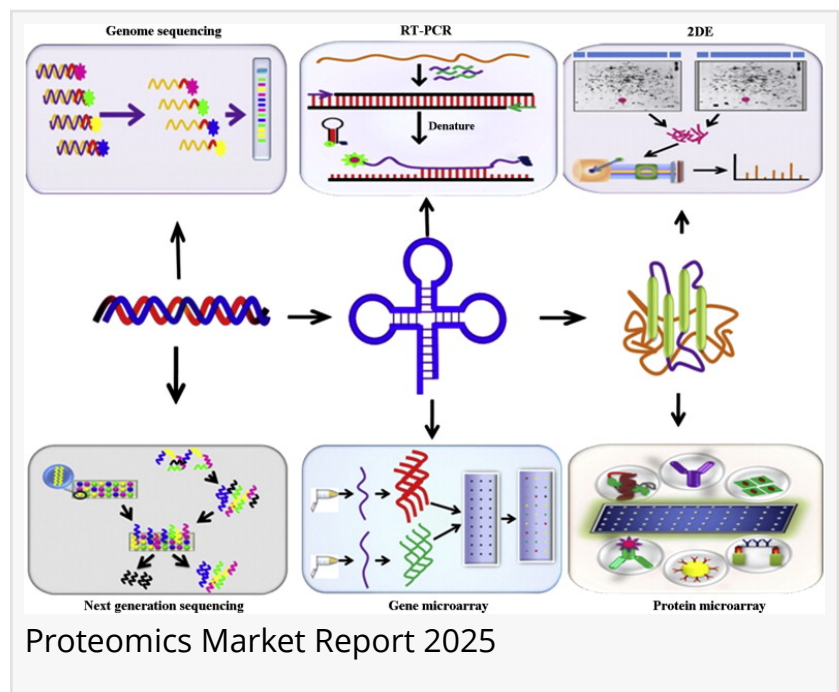 Genome sequencing
RT-PCR
2DE
Denature
Next generation sequencing
Gene microarray
Protein microarray
Proteomics Market Report 2025